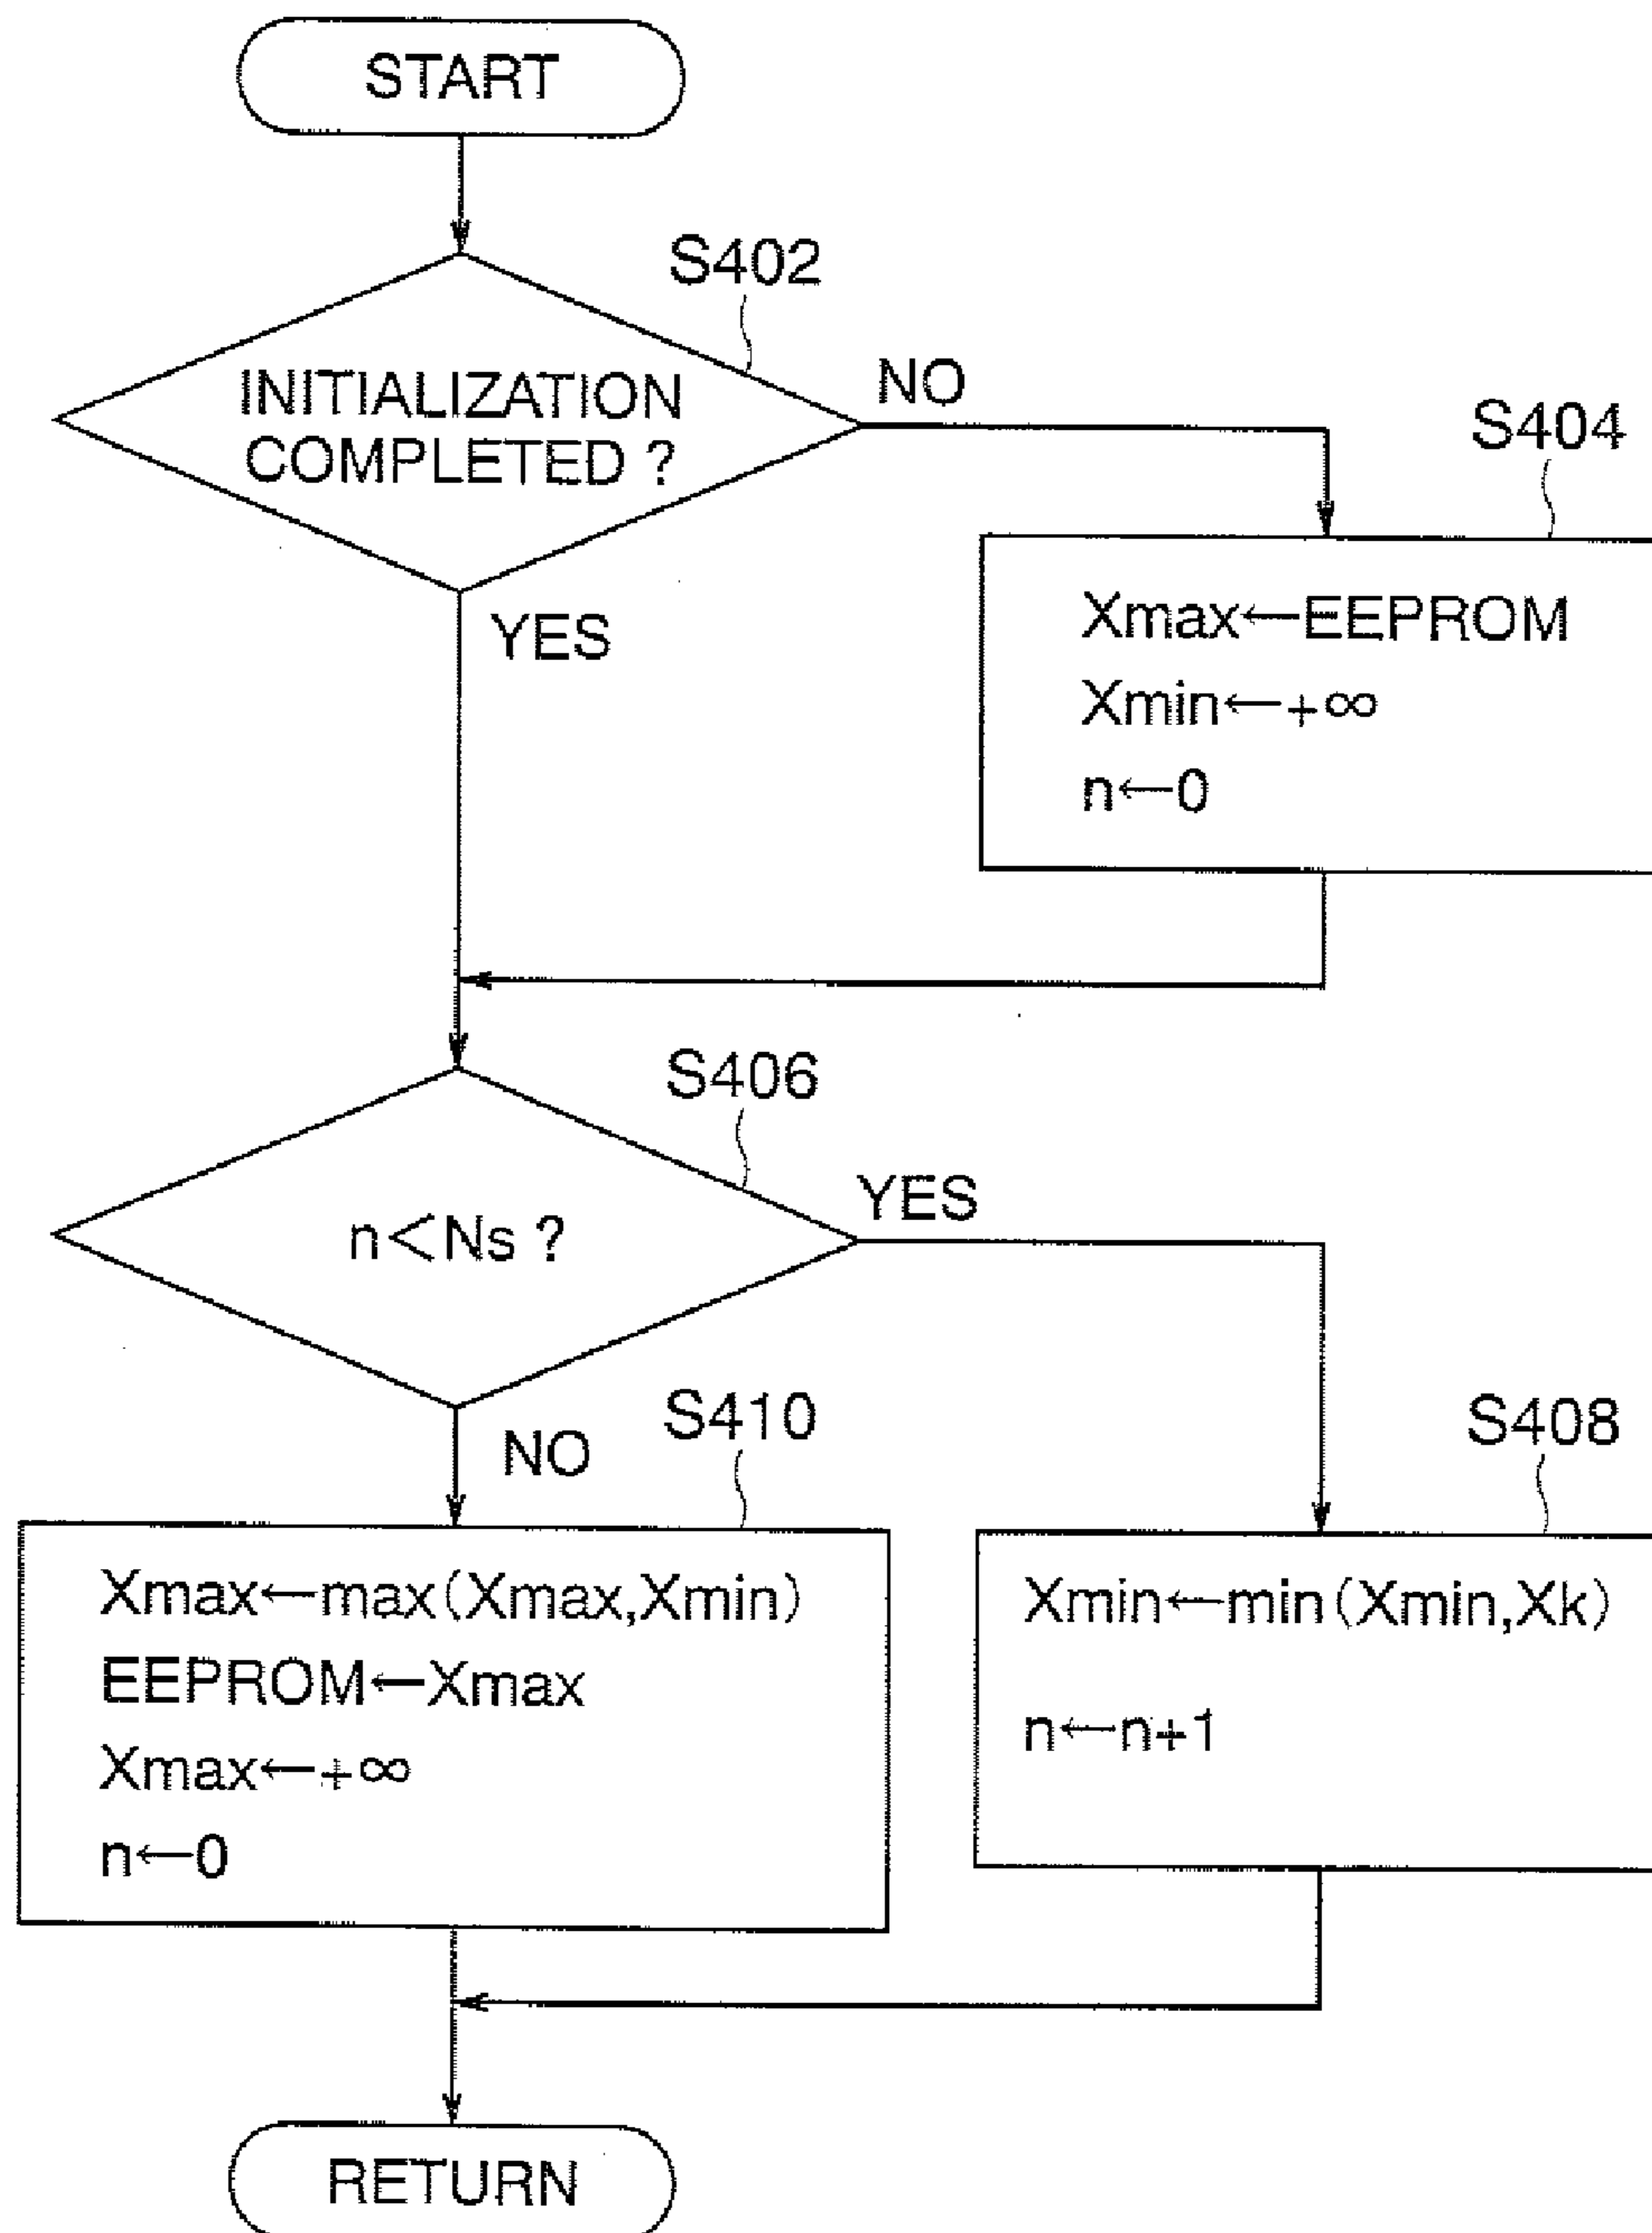 START
S402
INITIALIZATION
COMPLETED ?
NO
S404
Xmax←EEPROM
Xmin←+∞
n←0
YES
S406
n<Ns ?
YES
S410
NO
S408
Xmax←max(Xmax,Xmin)
EEPROM←Xmax
Xmax←+∞
n←0
Xmin←min(Xmin,Xk)
n←n+1
RETURN